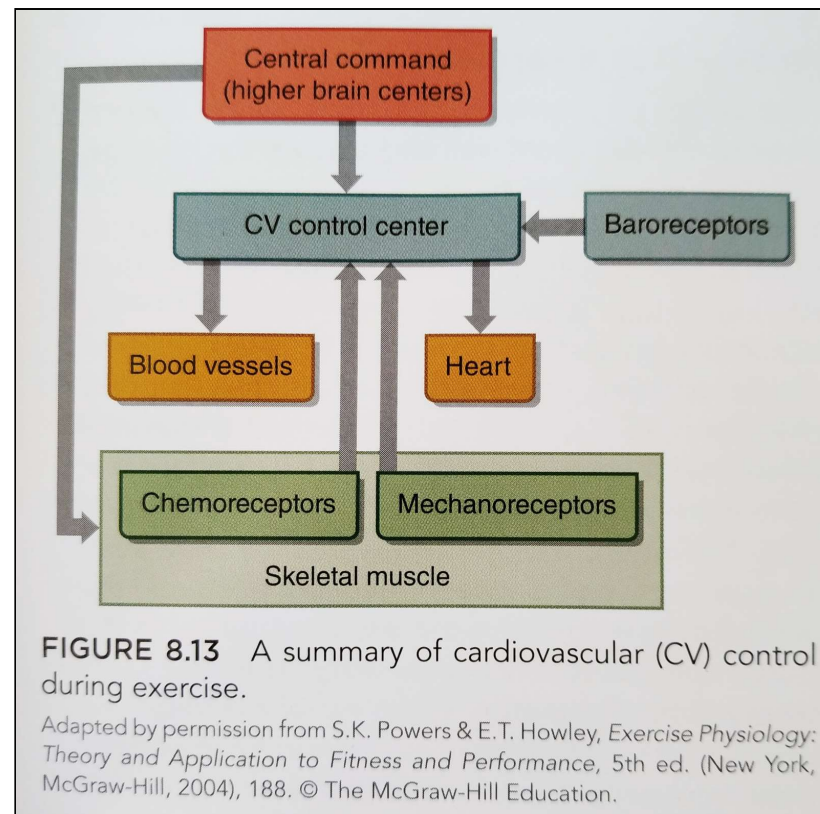 Central command
(higher brain centers)
CV control center
Baroreceptors
Blood vessels
Heart
Chemoreceptors
Mechanoreceptors
Skeletal muscle
FIGURE 8.13 A summary of cardiovascular (CV) control
during exercise.
Adapted by permission from S.K. Powers & E.T. Howley, Exercise Physiology:
Theory and Application to Fitness and Performance, 5th ed. (New York,
McGraw-Hill, 2004), 188. © The McGraw-Hill Education.